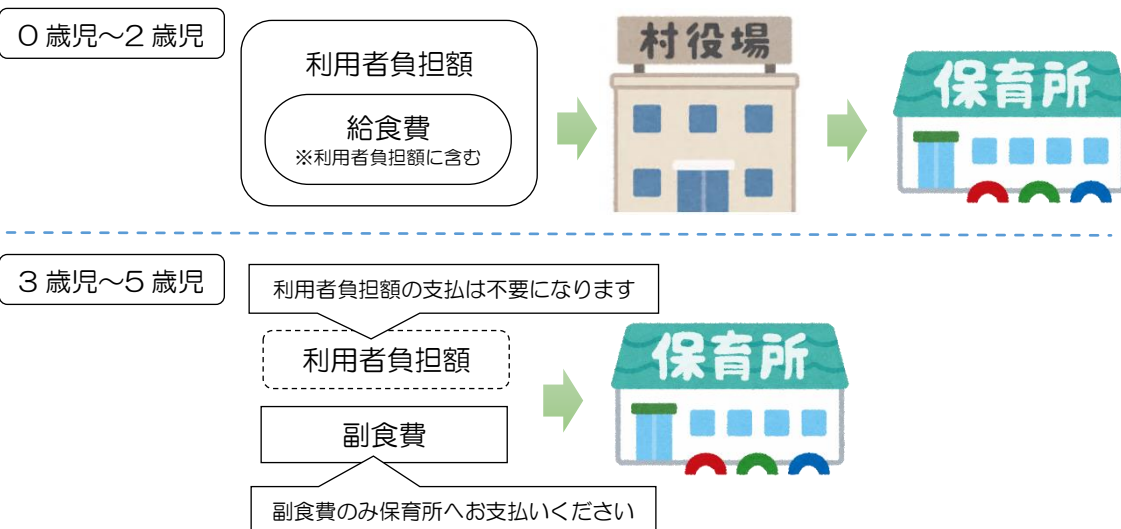 0歳児～2歳児
利用者負担額
給食費
※利用者負担額に含む
村役場
保育所
3歳児～5歳児
利用者負担額の支払は不要になります
利用者負担額
副食費
副食費のみ保育所へお支払いください
保育所